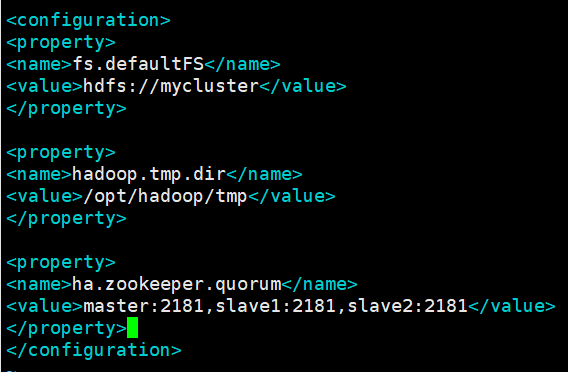 <configuration>
<property>
<name>fs.defaultFS</name>
<value>hdfs://mycluster</value>
</property>
<property>
<name>hadoop.tmp.dir</name>
<value>/opt/hadoop/tmp</value>
</property>
<property>
<name>ha.zookeeper.quorum</name>
<value>master:2181,slave1:2181,slave2:2181</value>
</property>
</configuration>